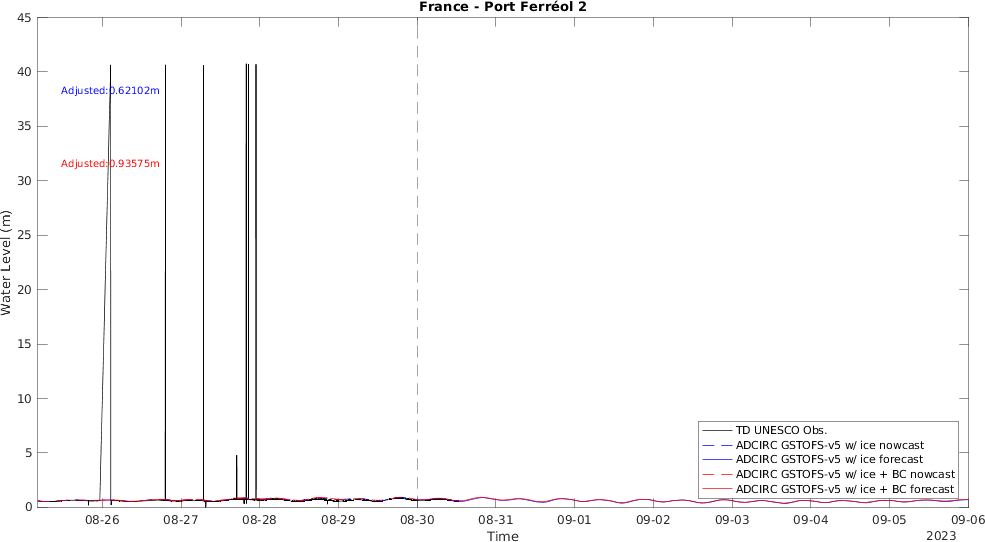 France - Port Ferréol 2
45
40
35
30
25
20
15
10
5
0
Water Level (m)
Adjusted:0.62102m
Adjusted:0.93575m
TD UNESCO Obs.
ADCIRC GSTOFS-v5 w/ ice nowcast
ADCIRC GSTOFS-v5 w/ ice forecast
ADCIRC GSTOFS-v5 w/ ice + BC nowcast
ADCIRC GSTOFS-v5 w/ ice + BC forecast
08-26 08-27 08-28 08-29 08-30 08-31 09-01 09-02 09-03 09-04 09-05 09-06
Time
2023